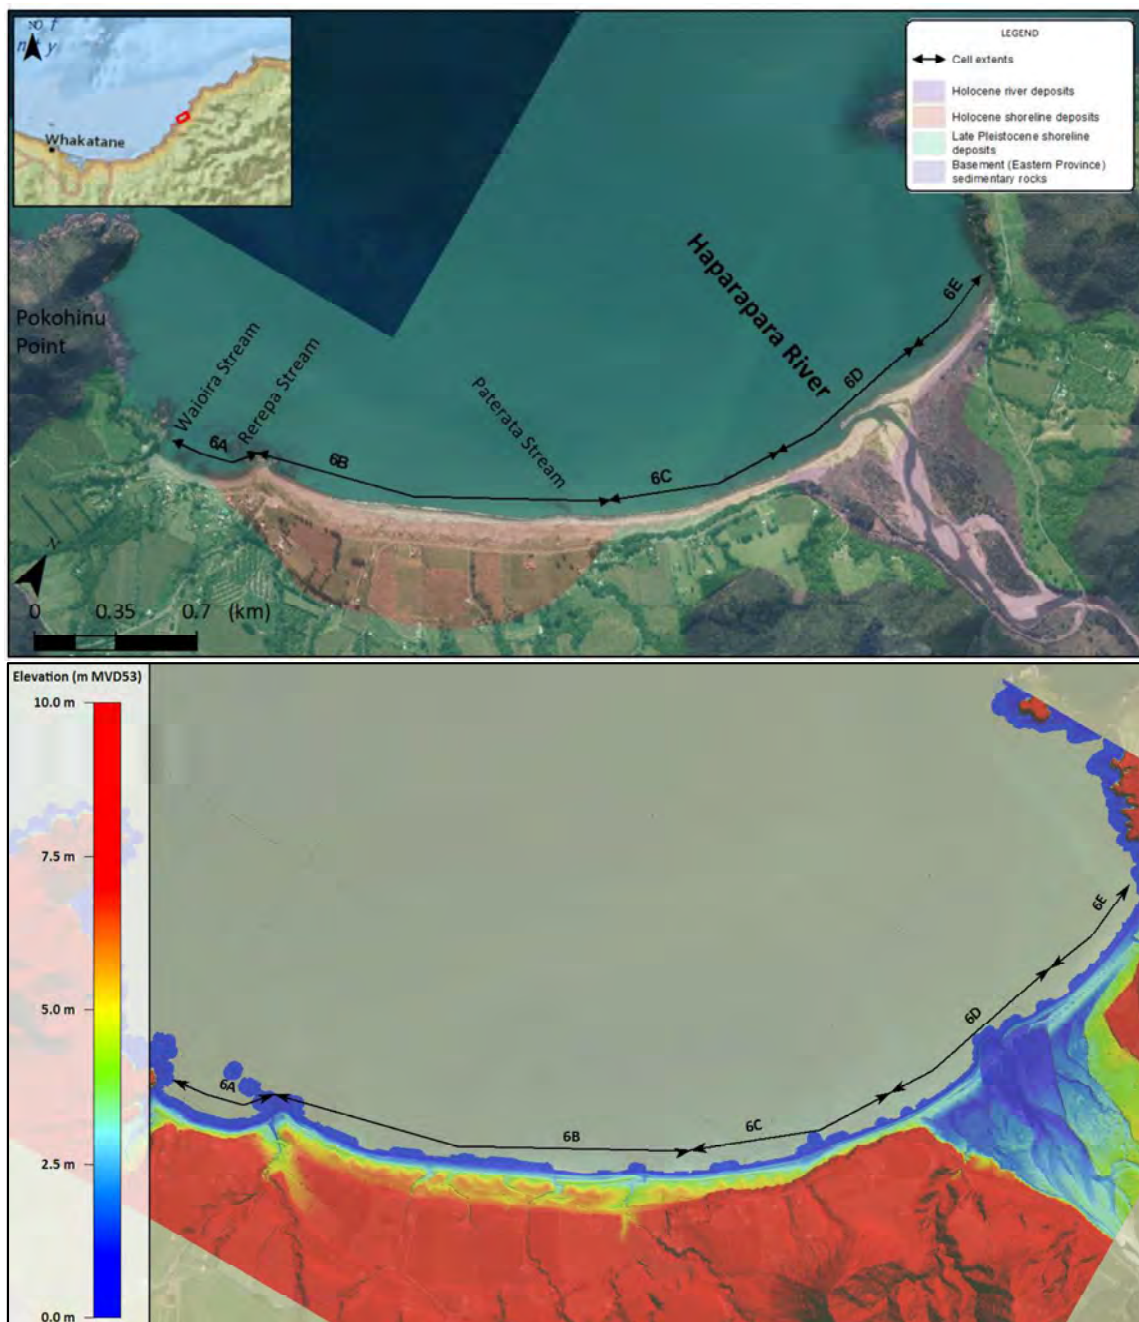 N
o f
n t y
Whakatane
LEGEND
Cell extents
Holocene river deposits
Holocene shoreline deposits
Late Pleistocene shoreline
deposits
Basement (Eastern Province)
sedimentary rocks
Pokohinu
Point
Waioira Stream
Rerepa Stream
Paterata Stream
Haparapara River
6A
6B
6C
6D
6E
N
0 0.35 0.7 (km)
Elevation (m MVD53)
10.0 m
7.5 m
5.0 m
2.5 m
0.0 m
6A
6B
6C
6D
6E